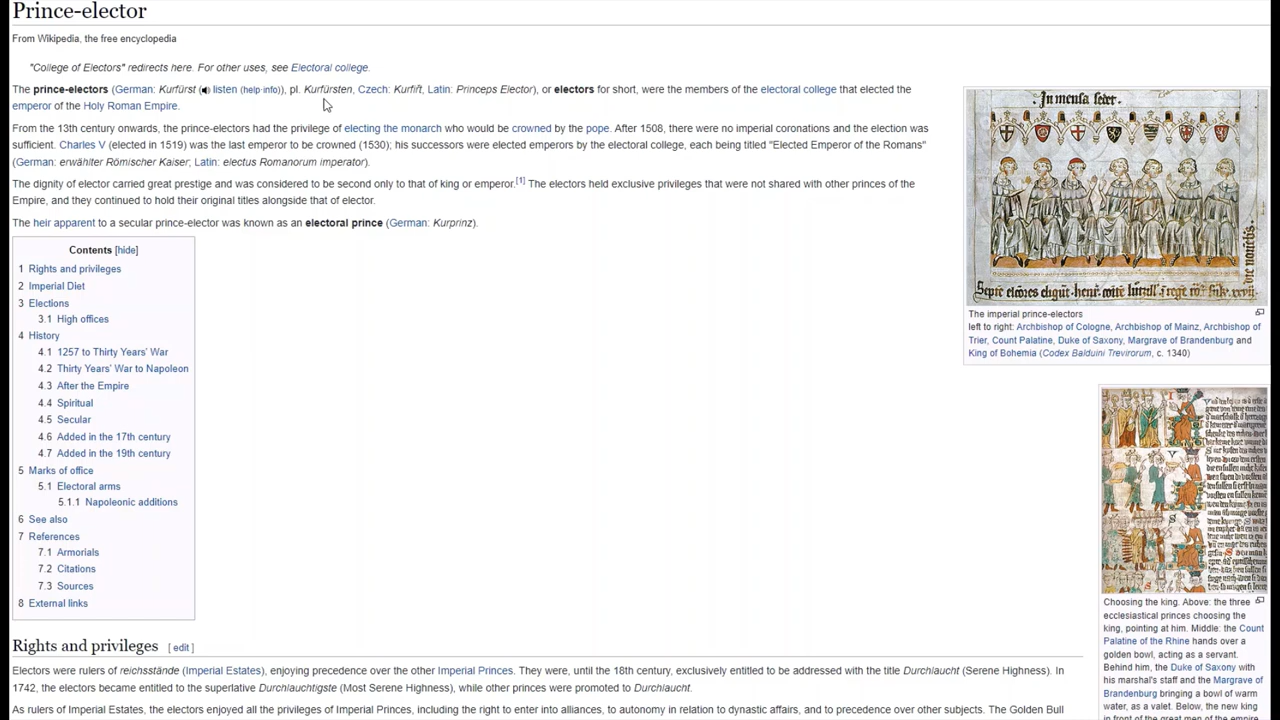 Prince-elector
From Wikipedia, the free encyclopedia
"College of Electors" redirects here. For other uses, see Electoral college.
The prince-electors (German: Kurfürst ( listen (help·info)), pl. Kurfürsten, Czech: Kurfiřt, Latin: Princeps Elector), or electors for short, were the members of the electoral college that elected the
emperor of the Holy Roman Empire.
From the 13th century onwards, the prince-electors had the privilege of electing the monarch who would be crowned by the pope. After 1508, there were no imperial coronations and the election was
sufficient. Charles V (elected in 1519) was the last emperor to be crowned (1530); his successors were elected emperors by the electoral college, each being titled "Elected Emperor of the Romans"
(German: erwählter Römischer Kaiser; Latin: electus Romanorum imperator).
The dignity of elector carried great prestige and was considered to be second only to that of king or emperor.[1] The electors held exclusive privileges that were not shared with other princes of the
Empire, and they continued to hold their original titles alongside that of elector.
The heir apparent to a secular prince-elector was known as an electoral prince (German: Kurprinz).
Contents [hide]
1 Rights and privileges
2 Imperial Diet
3 Elections
3.1 High offices
4 History
4.1 1257 to Thirty Years' War
4.2 Thirty Years' War to Napoleon
4.3 After the Empire
4.4 Spiritual
4.5 Secular
4.6 Added in the 17th century
4.7 Added in the 19th century
5 Marks of office
5.1 Electoral arms
5.1.1 Napoleonic additions
6 See also
7 References
7.1 Armorials
7.2 Citations
7.3 Sources
8 External links
The imperial prince-electors
left to right: Archbishop of Cologne, Archbishop of Mainz, Archbishop of
Trier, Count Palatine, Duke of Saxony, Margrave of Brandenburg and
King of Bohemia (Codex Balduini Trevirorum, c. 1340)
Choosing the king. Above: the three
ecclesiastical princes choosing the
king, pointing at him. Middle: the Count
Palatine of the Rhine hands over a
golden bowl, acting as a servant.
Behind him, the Duke of Saxony with
his marshal's staff and the Margrave of
Brandenburg bringing a bowl of warm
water, as a valet. Below, the new king
in front of the great men of the empire
Rights and privileges [ edit ]
Electors were rulers of reichsstände (Imperial Estates), enjoying precedence over the other Imperial Princes. They were, until the 18th century, exclusively entitled to be addressed with the title Durchlaucht (Serene Highness). In
1742, the electors became entitled to the superlative Durchlauchtigste (Most Serene Highness), while other princes were promoted to Durchlaucht.
As rulers of Imperial Estates, the electors enjoyed all the privileges of Imperial Princes, including the right to enter into alliances, to autonomy in relation to dynastic affairs, and to precedence over other subjects. The Golden Bull